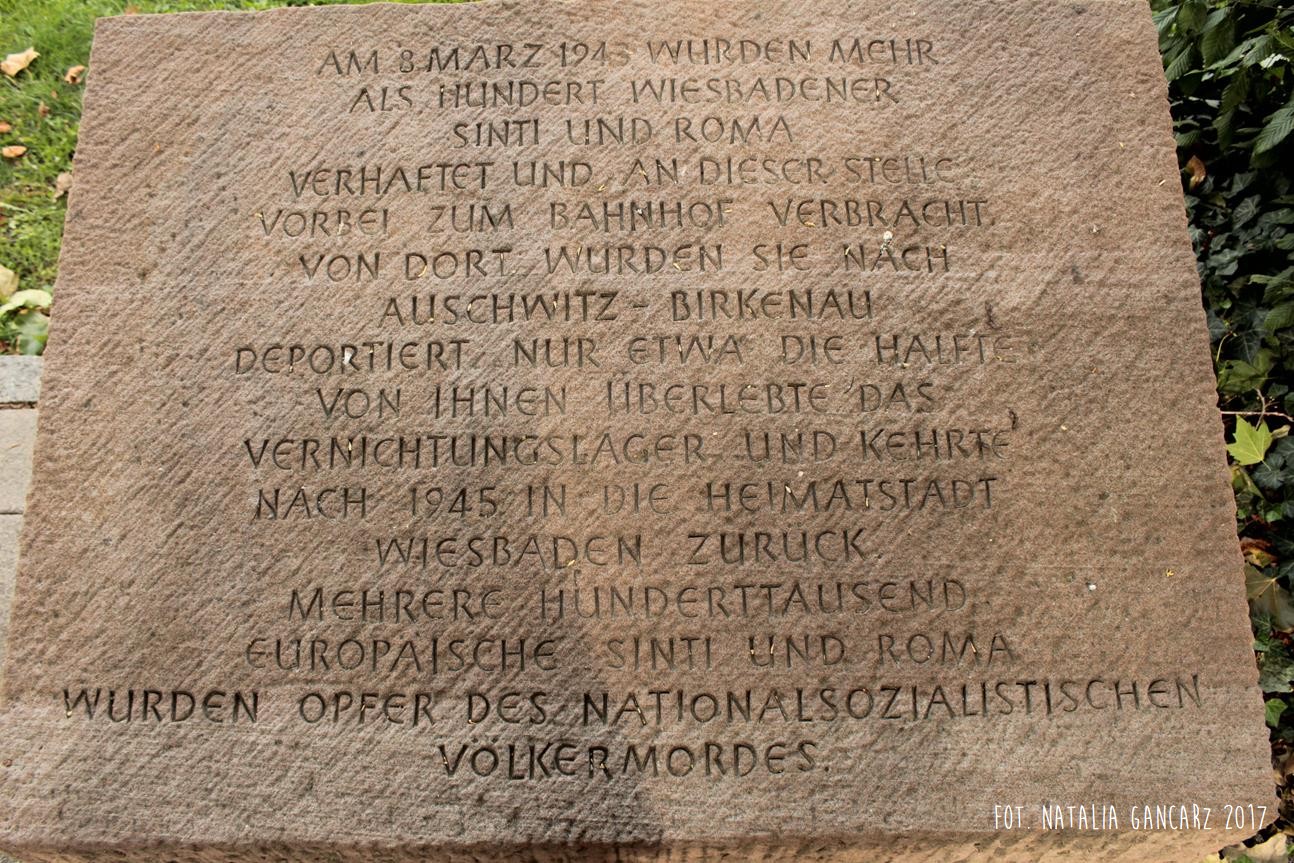 AM 8. MÄRZ 1943 WURDEN MEHR
ALS HUNDERT WIESBADENER
SINTI UND ROMA
VERHAFTET UND AN DIESER STELLE
VORBEI ZUM BAHNHOF VERBRACHT.
VON DORT WURDEN SIE NACH
AUSCHWITZ - BIRKENAU
DEPORTIERT. NUR ETWA DIE HÄLFTE
VON IHNEN ÜBERLEBTE DAS
VERNICHTUNGSLAGER UND KEHRTE
NACH 1945 IN DIE HEIMATSTADT
WIESBADEN ZURÜCK.
MEHRERE HUNDERTTAUSEND
EUROPÄISCHE SINTI UND ROMA
WURDEN OPFER DES NATIONALSOZIALISTISCHEN
VÖLKERMORDES.
FOT. NATALIA GANCARZ 2017